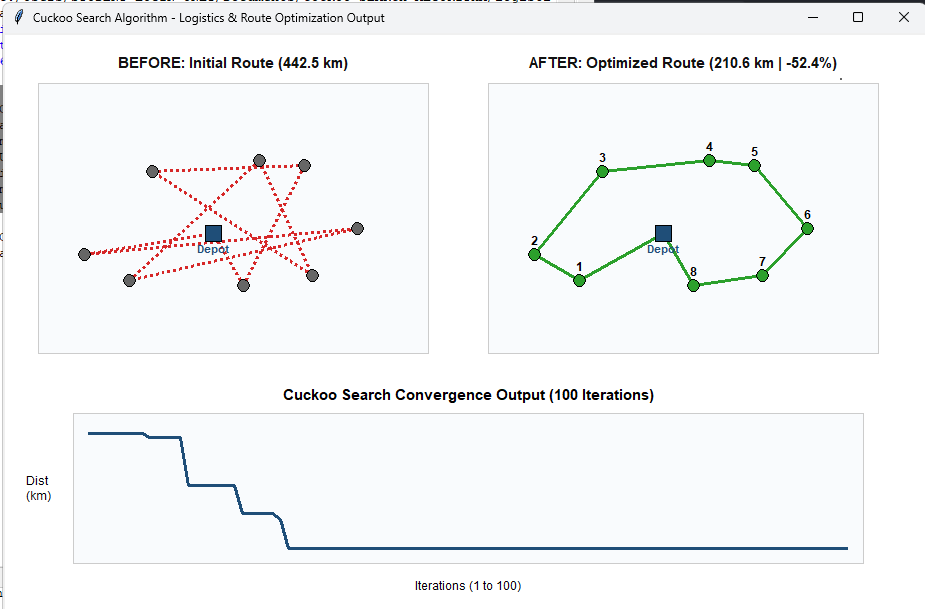 Cuckoo Search Algorithm - Logistics & Route Optimization Output
BEFORE: Initial Route (442.5 km)
AFTER: Optimized Route (210.6 km | -52.4%)
Depot
3
4
5
6
2
Depot
1
7
8
Cuckoo Search Convergence Output (100 Iterations)
Dist
(km)
Iterations (1 to 100)